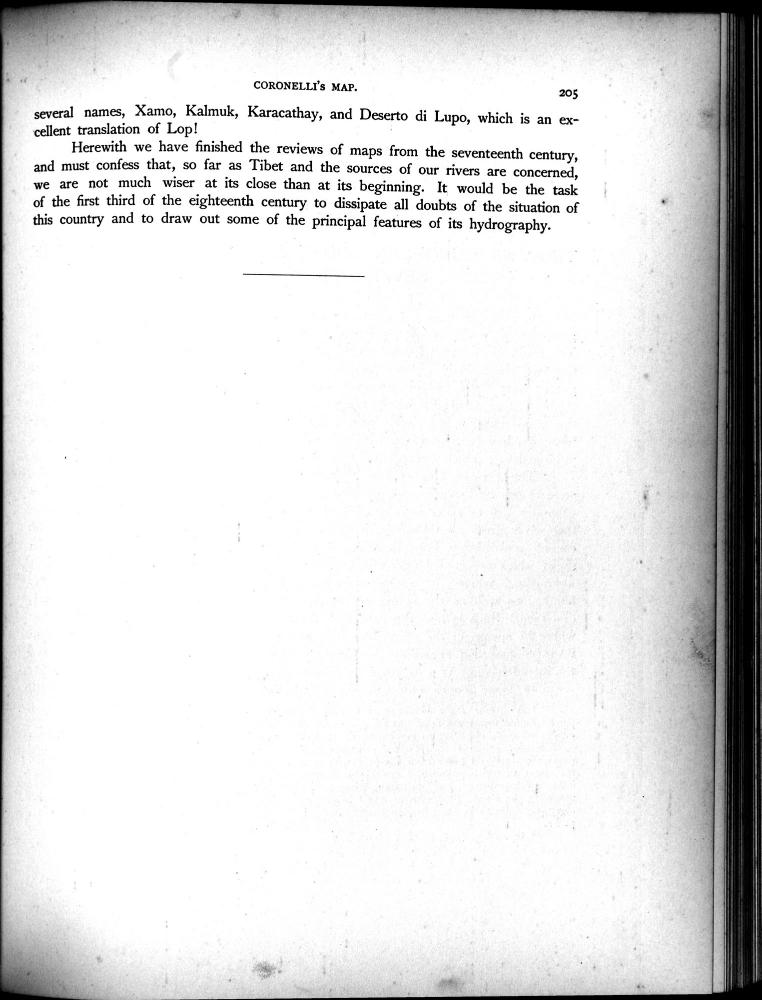 CORONELLI'S MAP.
205
several names, Xamo, Kalmuk, Karacathay, and Deserto di Lupo, which is an ex-
cellent translation of Lop!
Herewith we have finished the reviews of maps from the seventeenth century,
and must confess that, so far as Tibet and the sources of our rivers are concerned,
we are not much wiser at its close than at its beginning. It would be the task
of the first third of the eighteenth century to dissipate all doubts of the situation of
this country and to draw out some of the principal features of its hydrography.